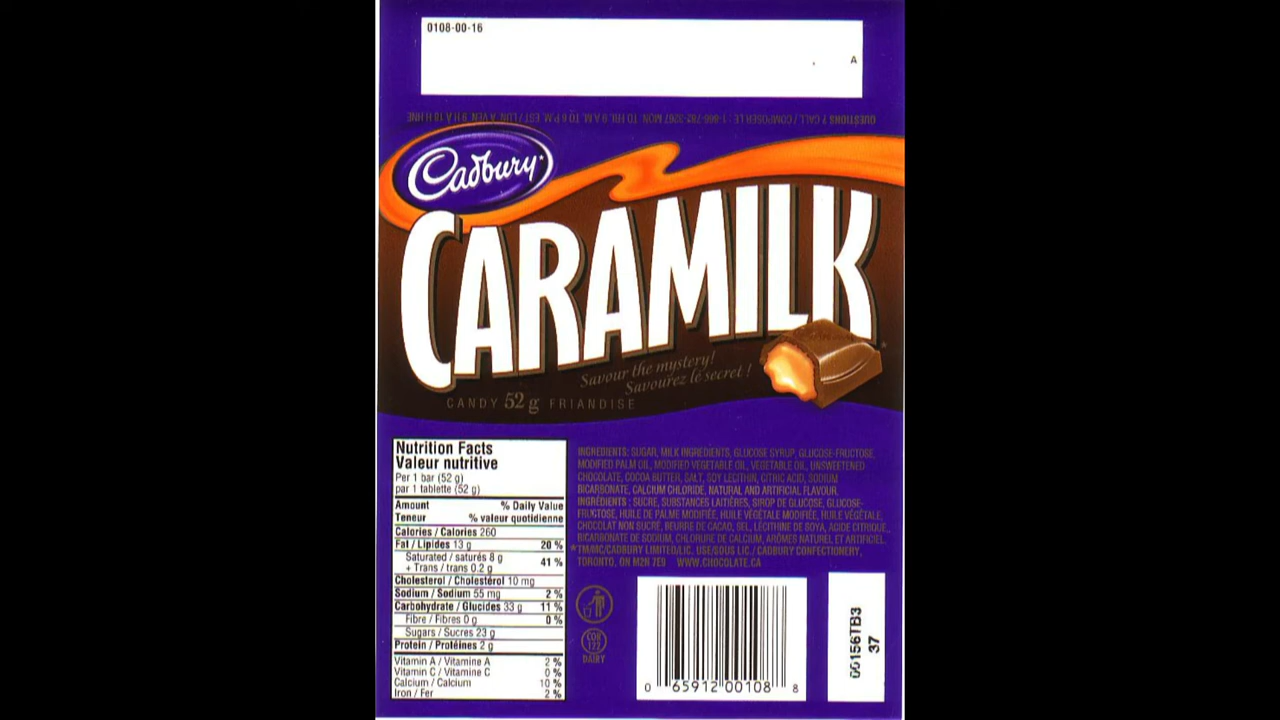 0108-00-16
A
QUESTIONS ? CALL / COMPOSER LE : 1-866-782-3267 MON TO FRI. 9 A.M. TO 6 P.M. EST / LUN À VEN 9 H À 18 H HNE
Cadbury*
CARAMILK*
Savour the mystery!
Savourez le secret !
CANDY 52 g FRIANDISE
Nutrition Facts
Valeur nutritive
Per 1 bar (52 g)
par 1 tablette (52 g)
Amount % Daily Value
Teneur % valeur quotidienne
Calories / Calories 260
Fat / Lipides 13 g 20 %
Saturated / saturés 8 g
+ Trans / trans 0.2 g 41 %
Cholesterol / Cholestérol 10 mg
Sodium / Sodium 55 mg 2 %
Carbohydrate / Glucides 33 g 11 %
Fibre / Fibres 0 g 0 %
Sugars / Sucres 23 g
Protein / Protéines 2 g
Vitamin A / Vitamine A 2 %
Vitamin C / Vitamine C 0 %
Calcium / Calcium 10 %
Iron / Fer 2 %
INGREDIENTS: SUGAR, MILK INGREDIENTS, GLUCOSE SYRUP, GLUCOSE-FRUCTOSE,
MODIFIED PALM OIL, MODIFIED VEGETABLE OIL, VEGETABLE OIL, UNSWEETENED
CHOCOLATE, COCOA BUTTER, SALT, SOY LECITHIN, CITRIC ACID, SODIUM
BICARBONATE, CALCIUM CHLORIDE, NATURAL AND ARTIFICIAL FLAVOUR.
INGRÉDIENTS : SUCRE, SUBSTANCES LAITIÈRES, SIROP DE GLUCOSE, GLUCOSE-
FRUCTOSE, HUILE DE PALME MODIFIÉE, HUILE VÉGÉTALE MODIFIÉE, HUILE VÉGÉTALE,
CHOCOLAT NON SUCRÉ, BEURRE DE CACAO, SEL, LÉCITHINE DE SOYA, ACIDE CITRIQUE,
BICARBONATE DE SODIUM, CHLORURE DE CALCIUM, ARÔMES NATUREL ET ARTIFICIEL.
*TM/MC/CADBURY LIMITED/LIC. USE/SOUS LIC./ CADBURY CONFECTIONERY,
TORONTO, ON M2N 7E9 WWW.CHOCOLATE.CA
COR
122
DAIRY
0 65912 00108 8
00156TB3
37